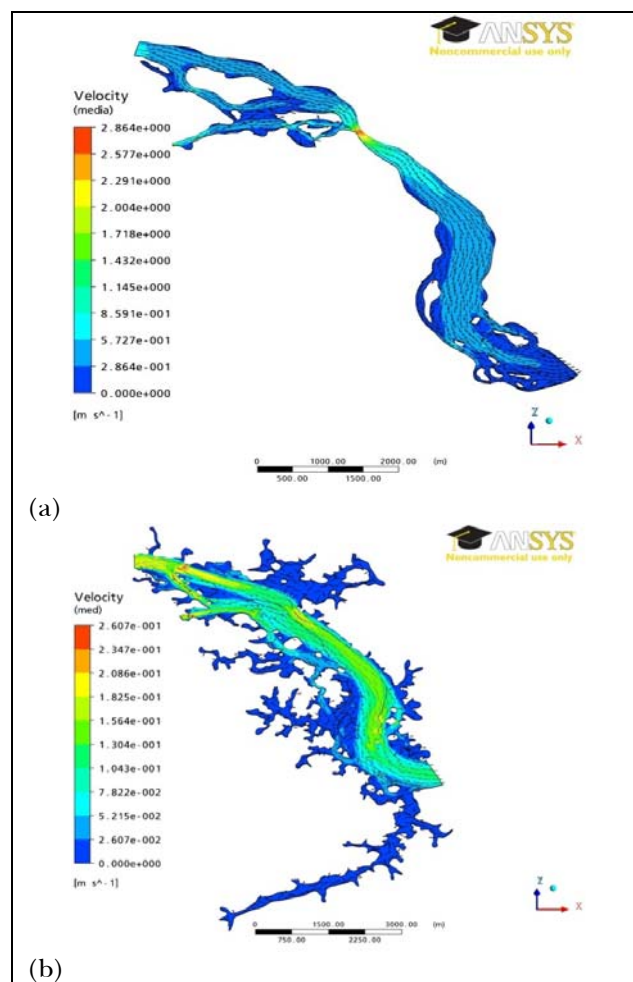 ANSYS
Noncommercial use only
Velocity
(media)
2.864e+000
2.577e+000
2.291e+000
2.004e+000
1.718e+000
1.432e+000
1.145e+000
8.591e-001
5.727e-001
2.864e-001
0.000e+000
[m s^-1]
Z
X
0 1000.00 2000.00 (m)
500.00 1500.00
(a)
ANSYS
Noncommercial use only
Velocity
(med)
2.607e-001
2.347e-001
2.086e-001
1.825e-001
1.564e-001
1.304e-001
1.043e-001
7.822e-002
5.215e-002
2.607e-002
0.000e+000
[m s^-1]
Z
X
0 1500.00 3000.00 (m)
750.00 2250.00
(b)